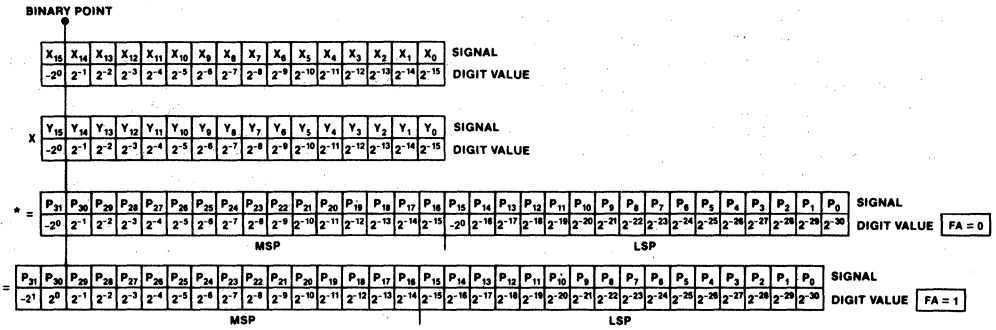 BINARY POINT
X15 X14 X13 X12 X11 X10 X9 X8 X7 X6 X5 X4 X3 X2 X1 X0 SIGNAL
-2^0 2^-1 2^-2 2^-3 2^-4 2^-5 2^-6 2^-7 2^-8 2^-9 2^-10 2^-11 2^-12 2^-13 2^-14 2^-15 DIGIT VALUE
X Y15 Y14 Y13 Y12 Y11 Y10 Y9 Y8 Y7 Y6 Y5 Y4 Y3 Y2 Y1 Y0 SIGNAL
-2^0 2^-1 2^-2 2^-3 2^-4 2^-5 2^-6 2^-7 2^-8 2^-9 2^-10 2^-11 2^-12 2^-13 2^-14 2^-15 DIGIT VALUE
* = P31 P30 P29 P28 P27 P26 P25 P24 P23 P22 P21 P20 P19 P18 P17 P16 P15 P14 P13 P12 P11 P10 P9 P8 P7 P6 P5 P4 P3 P2 P1 P0 SIGNAL
-2^0 2^-1 2^-2 2^-3 2^-4 2^-5 2^-6 2^-7 2^-8 2^-9 2^-10 2^-11 2^-12 2^-13 2^-14 2^-15 -2^0 2^-16 2^-17 2^-18 2^-19 2^-20 2^-21 2^-22 2^-23 2^-24 2^-25 2^-26 2^-27 2^-28 2^-29 2^-30 DIGIT VALUE FA = 0
MSP LSP
= P31 P30 P29 P28 P27 P26 P25 P24 P23 P22 P21 P20 P19 P18 P17 P16 P15 P14 P13 P12 P11 P10 P9 P8 P7 P6 P5 P4 P3 P2 P1 P0 SIGNAL
-2^1 2^0 2^-1 2^-2 2^-3 2^-4 2^-5 2^-6 2^-7 2^-8 2^-9 2^-10 2^-11 2^-12 2^-13 2^-14 2^-15 2^-16 2^-17 2^-18 2^-19 2^-20 2^-21 2^-22 2^-23 2^-24 2^-25 2^-26 2^-27 2^-28 2^-29 2^-30 DIGIT VALUE FA = 1
MSP LSP